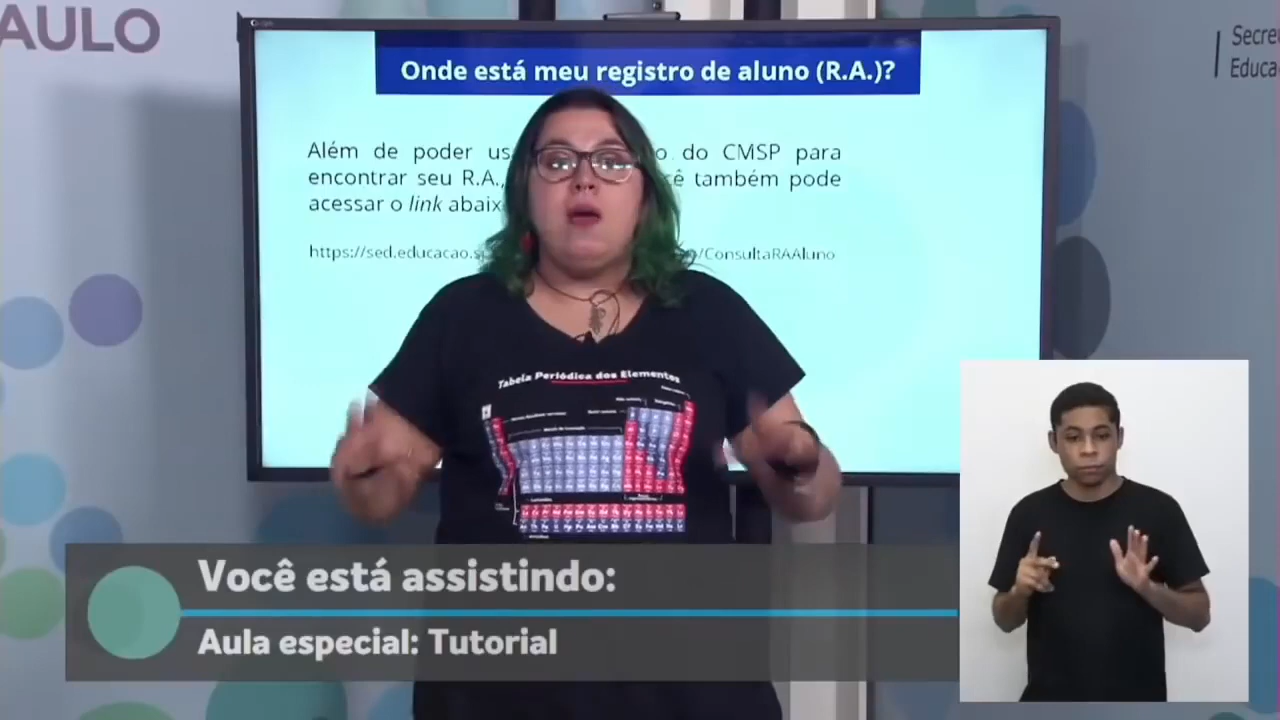 AULO
Secre
Educa
Onde está meu registro de aluno (R.A.)?
Além de poder us o do CMSP para
encontrar seu R.A., cê também pode
acessar o link abaix
https://sed.educacao.s /ConsultaRAAluno
Tabela Periódica dos Elementos
Você está assistindo:
Aula especial: Tutorial